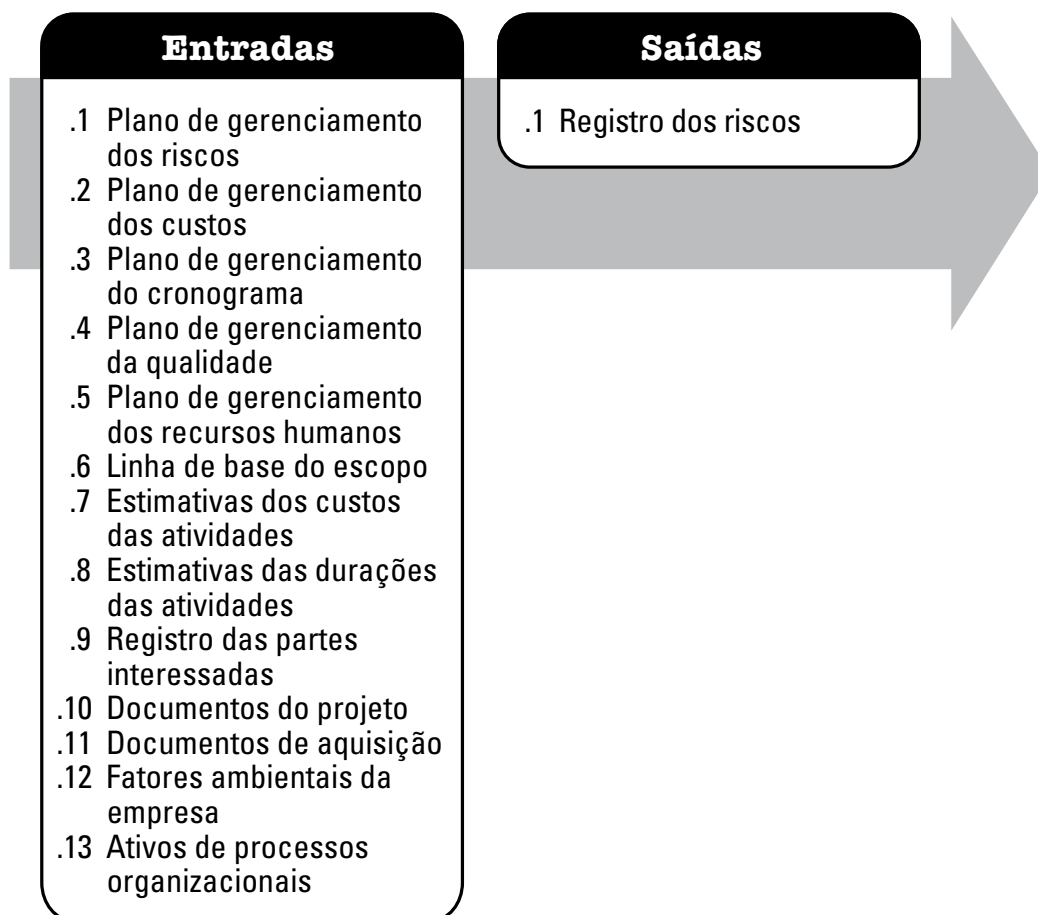 Entradas
.1 Plano de gerenciamento
dos riscos
.2 Plano de gerenciamento
dos custos
.3 Plano de gerenciamento
do cronograma
.4 Plano de gerenciamento
da qualidade
.5 Plano de gerenciamento
dos recursos humanos
.6 Linha de base do escopo
.7 Estimativas dos custos
das atividades
.8 Estimativas das durações
das atividades
.9 Registro das partes
interessadas
.10 Documentos do projeto
.11 Documentos de aquisição
.12 Fatores ambientais da
empresa
.13 Ativos de processos
organizacionais
Saídas
.1 Registro dos riscos